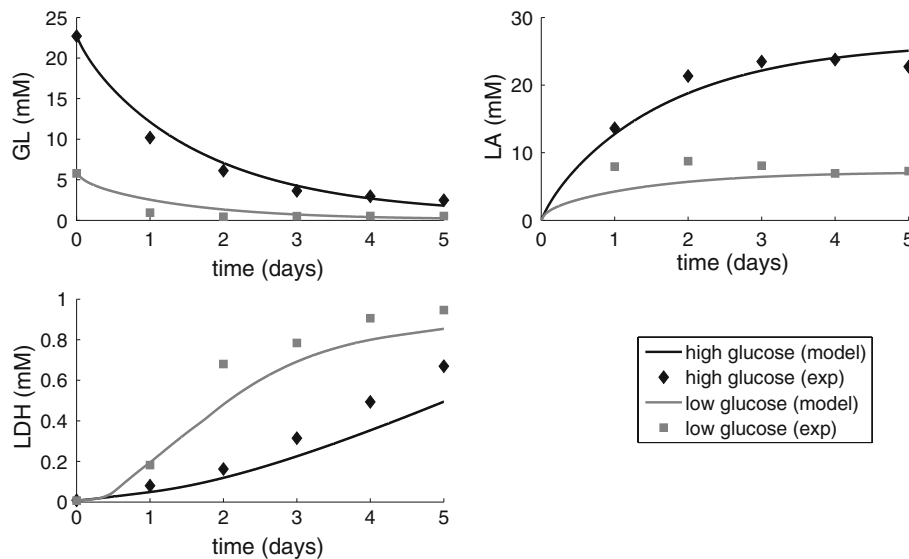 25
20
15
10
5
0
GL (mM)
0 1 2 3 4 5
time (days)
30
20
10
0
LA (mM)
0 1 2 3 4 5
time (days)
1
0.8
0.6
0.4
0.2
0
LDH (mM)
0 1 2 3 4 5
time (days)
high glucose (model)
high glucose (exp)
low glucose (model)
low glucose (exp)